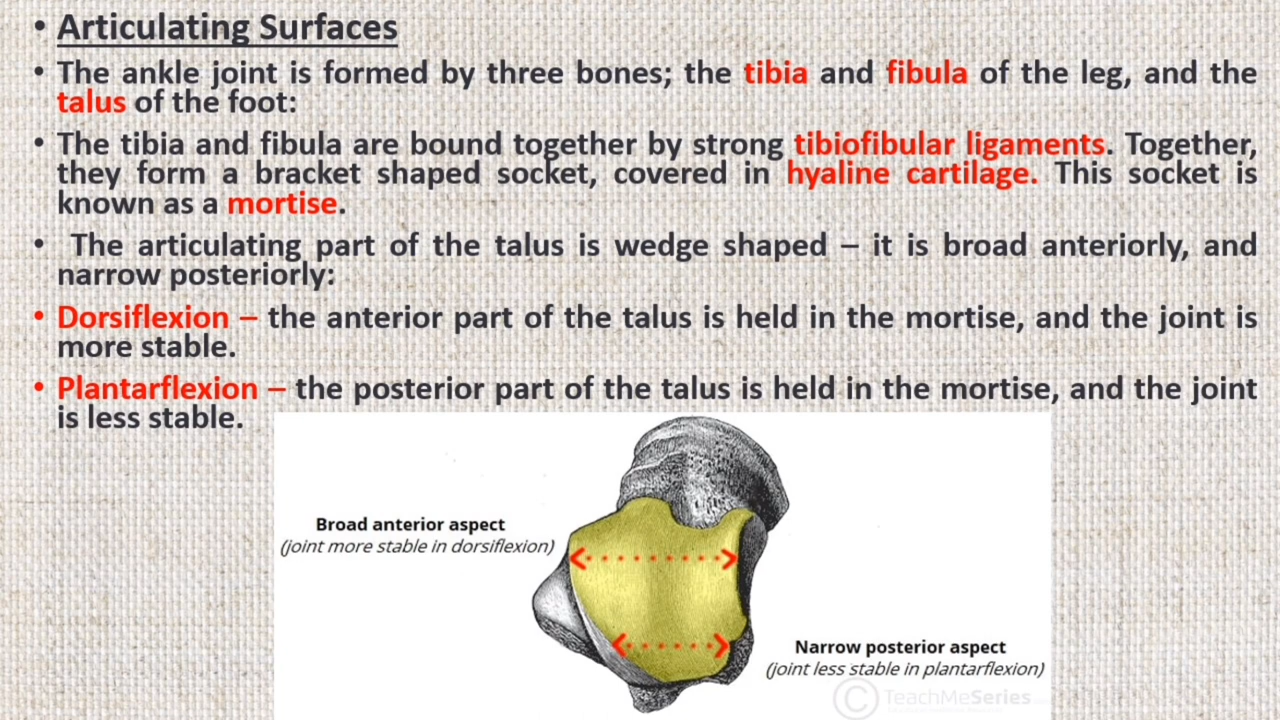 • Articulating Surfaces
• The ankle joint is formed by three bones; the tibia and fibula of the leg, and the
talus of the foot:
• The tibia and fibula are bound together by strong tibiofibular ligaments. Together,
they form a bracket shaped socket, covered in hyaline cartilage. This socket is
known as a mortise.
• The articulating part of the talus is wedge shaped – it is broad anteriorly, and
narrow posteriorly:
• Dorsiflexion – the anterior part of the talus is held in the mortise, and the joint is
more stable.
• Plantarflexion – the posterior part of the talus is held in the mortise, and the joint
is less stable.
Broad anterior aspect
(joint more stable in dorsiflexion)
Narrow posterior aspect
(joint less stable in plantarflexion)
© TeachMeSeries